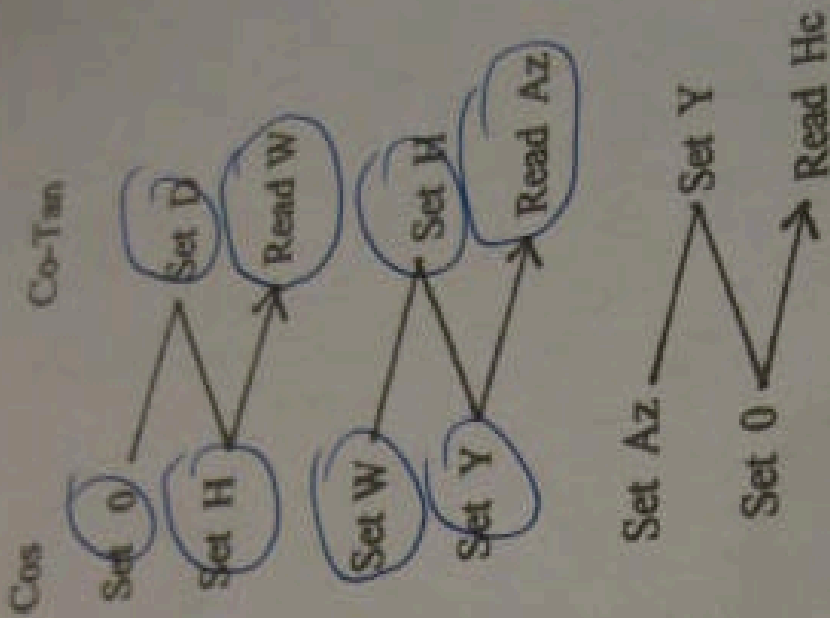 Cos Co-Tan
Set 0 Set D
Set H Read W
Set W Set H
Set Y Read Az
Set Az Set Y
Set 0 Read Hc